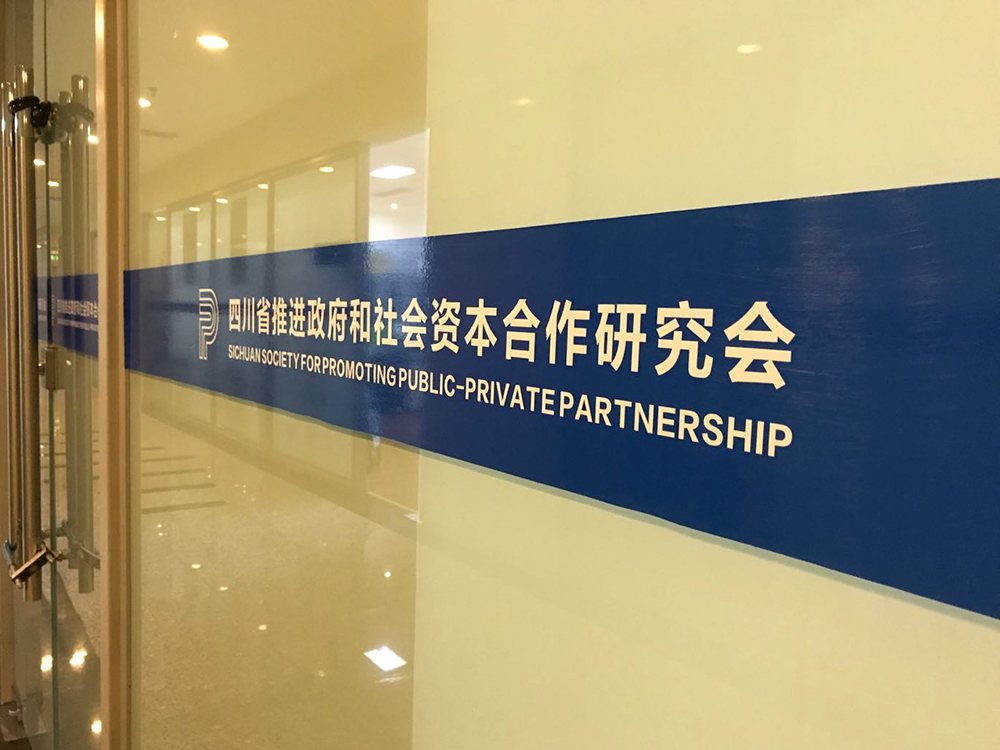 四川省推进政府和社会资本合作研究会
SICHUAN SOCIETY FOR PROMOTING PUBLIC-PRIVATE PARTNERSHIP